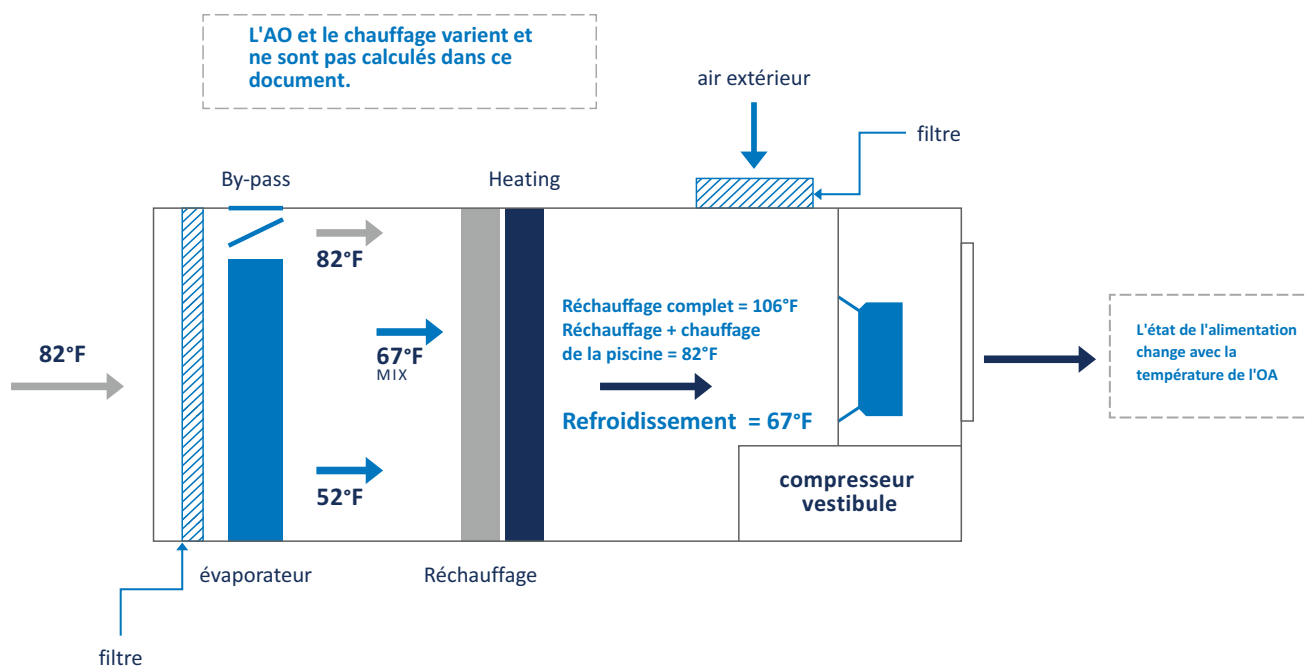 L'AO et le chauffage varient et
ne sont pas calculés dans ce
document.
air extérieur
filtre
By-pass
Heating
82°F
82°F
67°F
MIX
52°F
Réchauffage complet = 106°F
Réchauffage + chauffage
de la piscine = 82°F
Refroidissement = 67°F
compresseur
vestibule
L'état de l'alimentation
change avec la
température de l'OA
évaporateur
Réchauffage
filtre